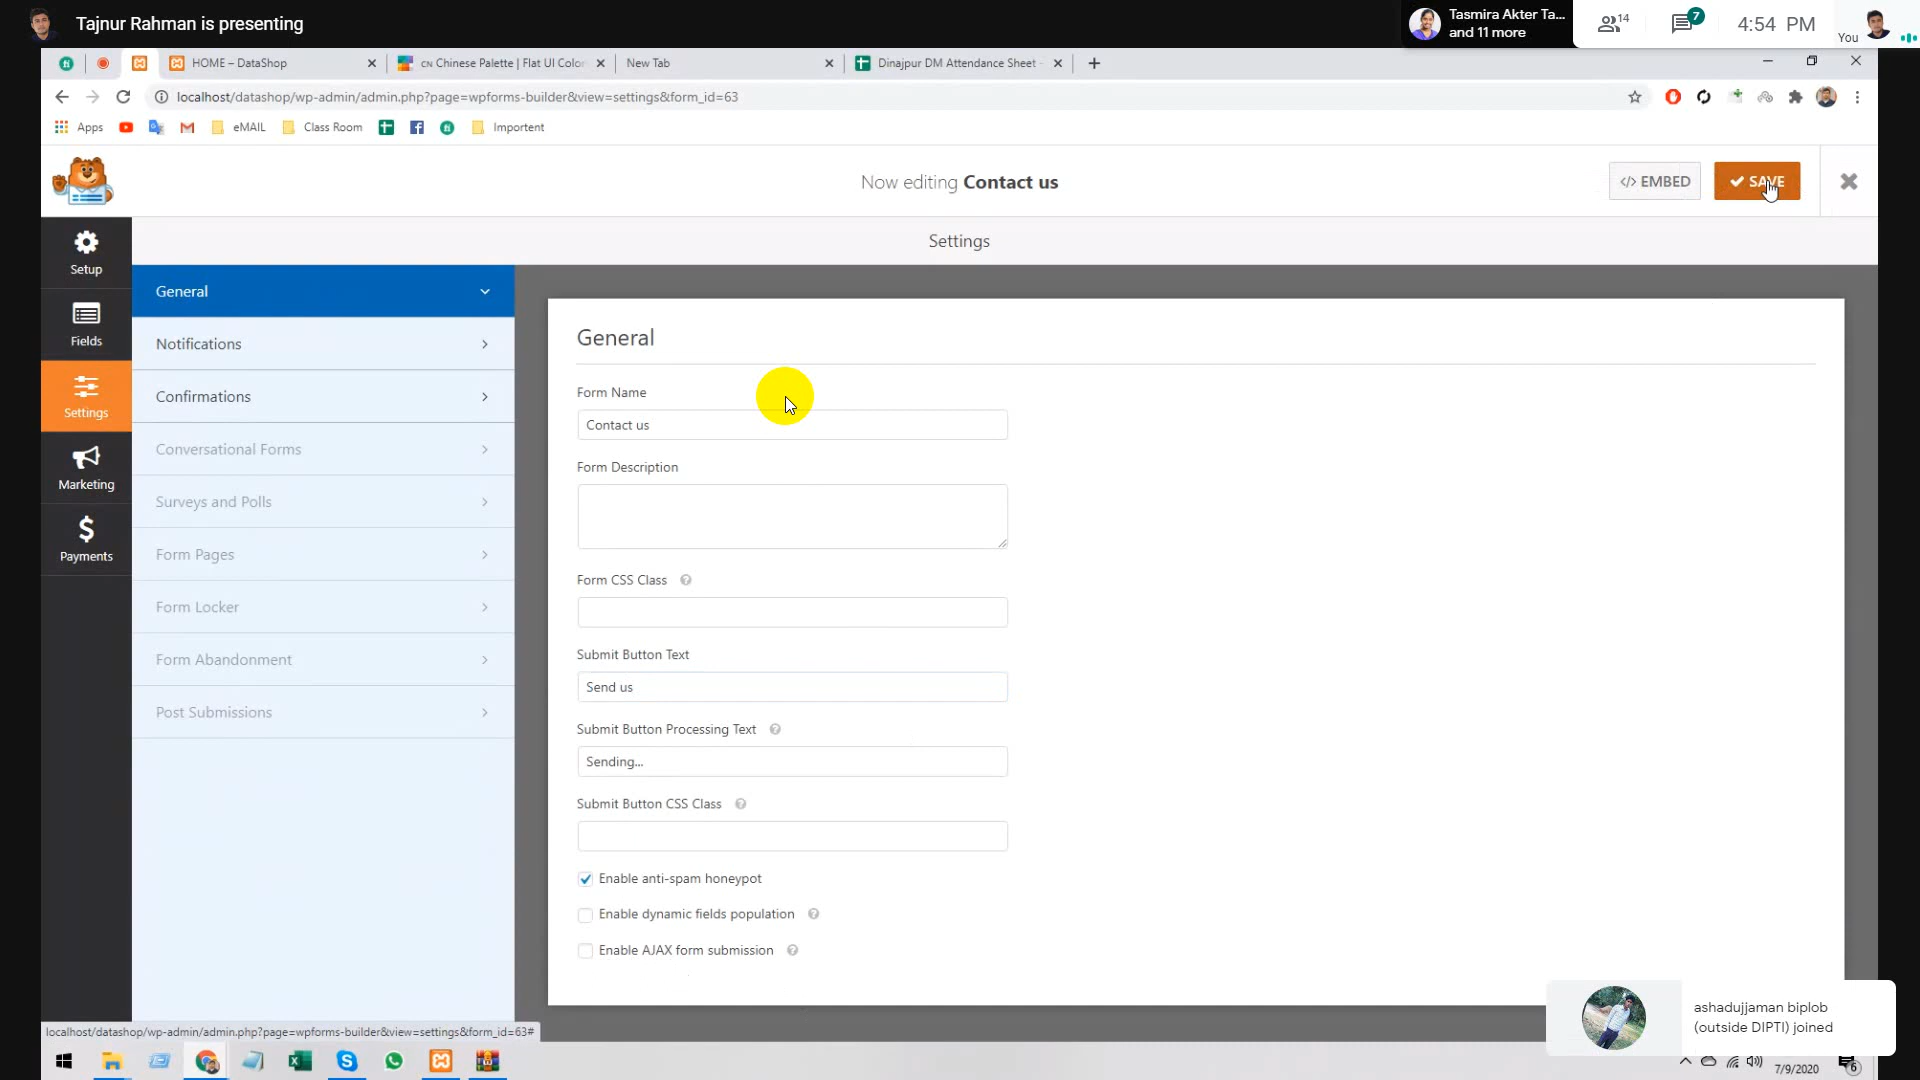 Tajnur Rahman is presenting
Tasmira Akter Ta...
and 11 more
14
7
4:54 PM
You
HOME – DataShop
CN Chinese Palette | Flat UI Color
New Tab
Dinajpur DM Attendance Sheet -
localhost/datashop/wp-admin/admin.php?page=wpforms-builder&view=settings&form_id=63
Apps
eMAIL
Class Room
Importent
Now editing Contact us
</> EMBED
SAVE
Settings
Setup
Fields
Settings
Marketing
Payments
General
Notifications
Confirmations
Conversational Forms
Surveys and Polls
Form Pages
Form Locker
Form Abandonment
Post Submissions
General
Form Name
Contact us
Form Description
Form CSS Class
Submit Button Text
Send us
Submit Button Processing Text
Sending...
Submit Button CSS Class
Enable anti-spam honeypot
Enable dynamic fields population
Enable AJAX form submission
ashadujjaman biplob
(outside DIPTI) joined
localhost/datashop/wp-admin/admin.php?page=wpforms-builder&view=settings&form_id=63#
7/9/2020
6